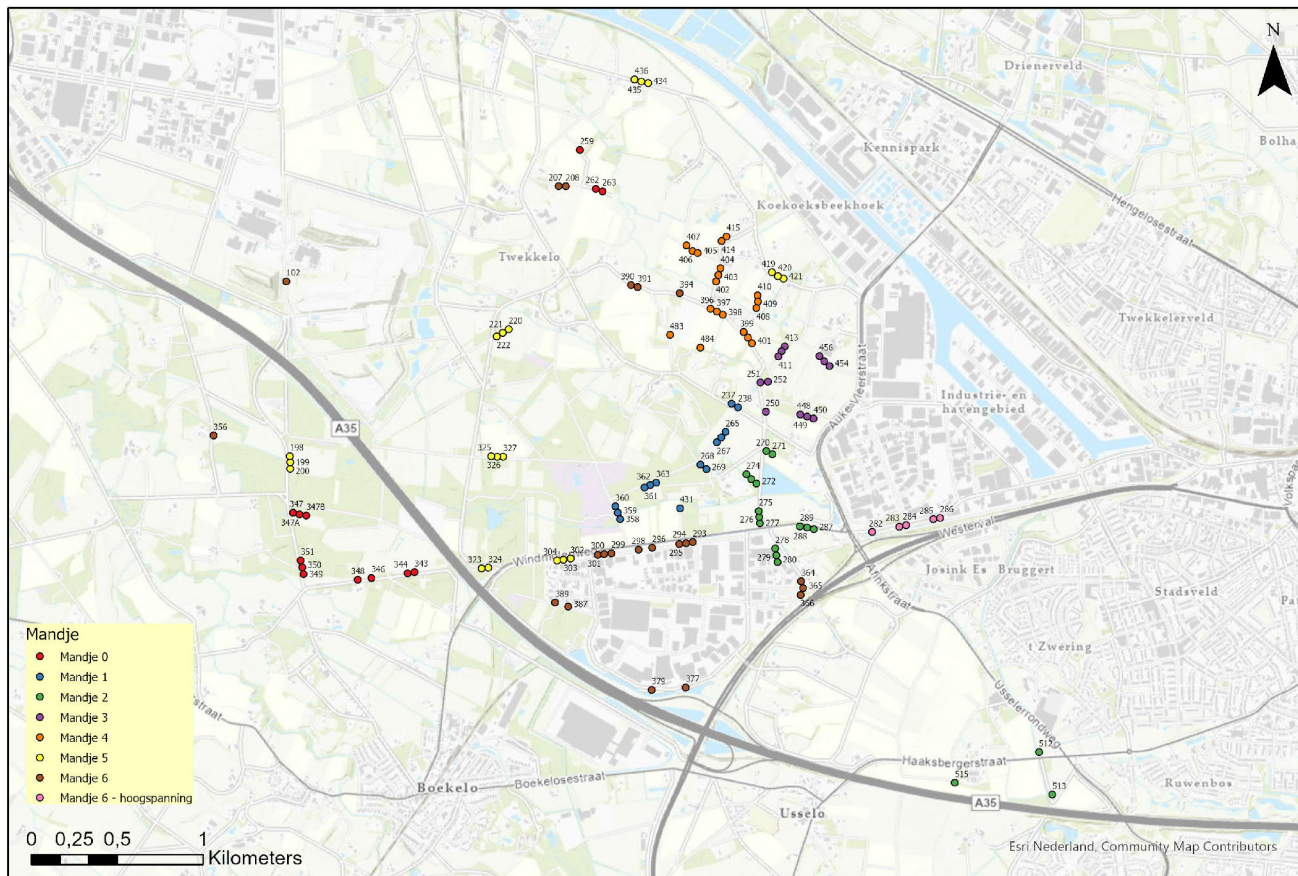 N
Drienerveld
436
434
435
Bolha
Kennispark
259
207 208
262
263
Koekoeksbeekhoek
Hengelosestraat
415
407
405
414
406
404
419
420
Twekkelo
403
421
102
390
391
402
394
410
409
396
397
408
398
Twekkelerveld
220
221
399
483
222
413
401
484
411
456
454
251
252
Industrie- en
havengebied
237
238
250
448
450
449
Auke Vleerstraat
A35
356
265
325
327
198
267
270
271
326
199
268
200
269
274
362
363
272
361
347
347B
360
431
275
347A
359
276
358
277
289
287
288
282
283
284
285
286
Westerval
294
293
296
295
298
300
299
301
302
304
303
Windmolenweg
351
350
349
348
346
344
343
323
324
278
279
280
364
365
366
Josink Es
Bruggert
Afinkstraat
Stadsveld
389
387
't Zwering
Usselerrondweg
Mandje
Mandje 0
Mandje 1
Mandje 2
Mandje 3
Mandje 4
Mandje 5
Mandje 6
Mandje 6 - hoogspanning
379
377
512
Haaksbergerstraat
515
513
Ruwenbos
Boekelosestraat
Boekelo
A35
Usselo
0 0,25 0,5 1
Kilometers
Esri Nederland, Community Map Contributors